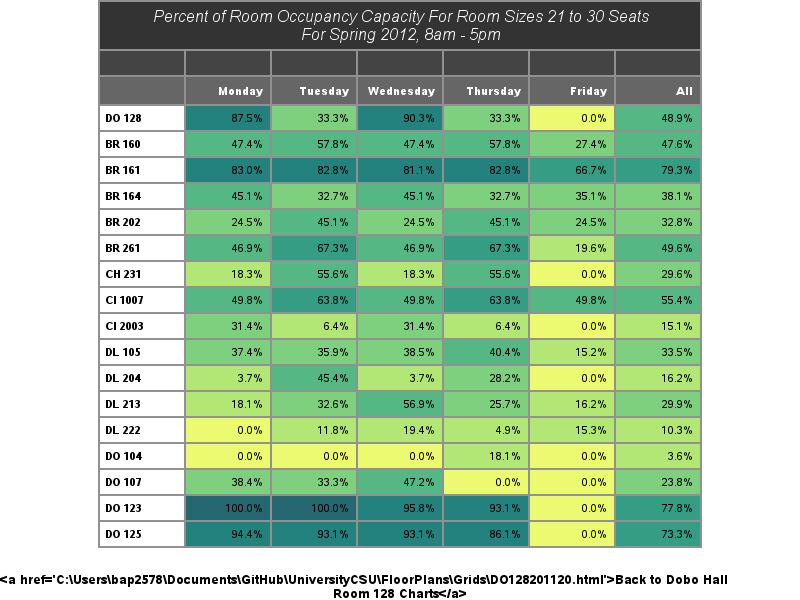 Percent of Room Occupancy Capacity For Room Sizes 21 to 30 Seats
For Spring 2012, 8am - 5pm
Monday Tuesday Wednesday Thursday Friday All
DO 128 87.5% 33.3% 90.3% 33.3% 0.0% 48.9%
BR 160 47.4% 57.8% 47.4% 57.8% 27.4% 47.6%
BR 161 83.0% 82.8% 81.1% 82.8% 66.7% 79.3%
BR 164 45.1% 32.7% 45.1% 32.7% 35.1% 38.1%
BR 202 24.5% 45.1% 24.5% 45.1% 24.5% 32.8%
BR 261 46.9% 67.3% 46.9% 67.3% 19.6% 49.6%
CH 231 18.3% 55.6% 18.3% 55.6% 0.0% 29.6%
CI 1007 49.8% 63.8% 49.8% 63.8% 49.8% 55.4%
CI 2003 31.4% 6.4% 31.4% 6.4% 0.0% 15.1%
DL 105 37.4% 35.9% 38.5% 40.4% 15.2% 33.5%
DL 204 3.7% 45.4% 3.7% 28.2% 0.0% 16.2%
DL 213 18.1% 32.6% 56.9% 25.7% 16.2% 29.9%
DL 222 0.0% 11.8% 19.4% 4.9% 15.3% 10.3%
DO 104 0.0% 0.0% 0.0% 18.1% 0.0% 3.6%
DO 107 38.4% 33.3% 47.2% 0.0% 0.0% 23.8%
DO 123 100.0% 100.0% 95.8% 93.1% 0.0% 77.8%
DO 125 94.4% 93.1% 93.1% 86.1% 0.0% 73.3%
<a href='C:\Users\bap2578\Documents\GitHub\UniversityCSU\FloorPlans\Grids\DO128201120.html'>Back to Dobo Hall
Room 128 Charts</a>